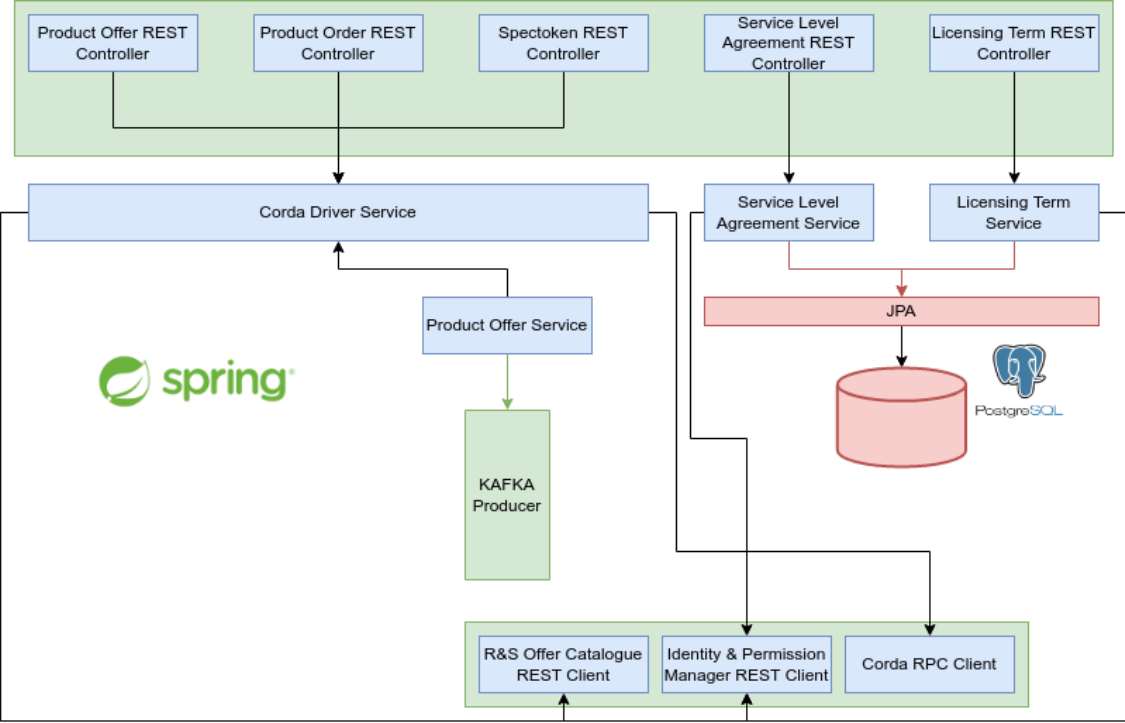 Product Offer REST
Controller
Product Order REST
Controller
Spectoken REST
Controller
Service Level
Agreement REST
Controller
Licensing Term REST
Controller
Corda Driver Service
Service Level
Agreement Service
Licensing Term
Service
Product Offer Service
JPA
spring
PostgreSQL
KAFKA
Producer
R&S Offer Catalogue
REST Client
Identity & Permission
Manager REST Client
Corda RPC Client